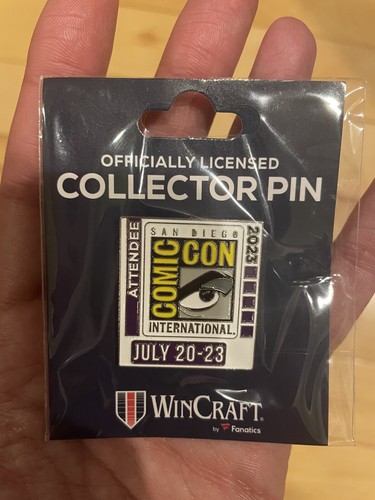 OFFICIALLY LICENSED
COLLECTOR PIN
ATTENDEE
SAN DIEGO
COMIC
CON
2023
INTERNATIONAL.
JULY 20-23
WINCRAFT
by Fanatics